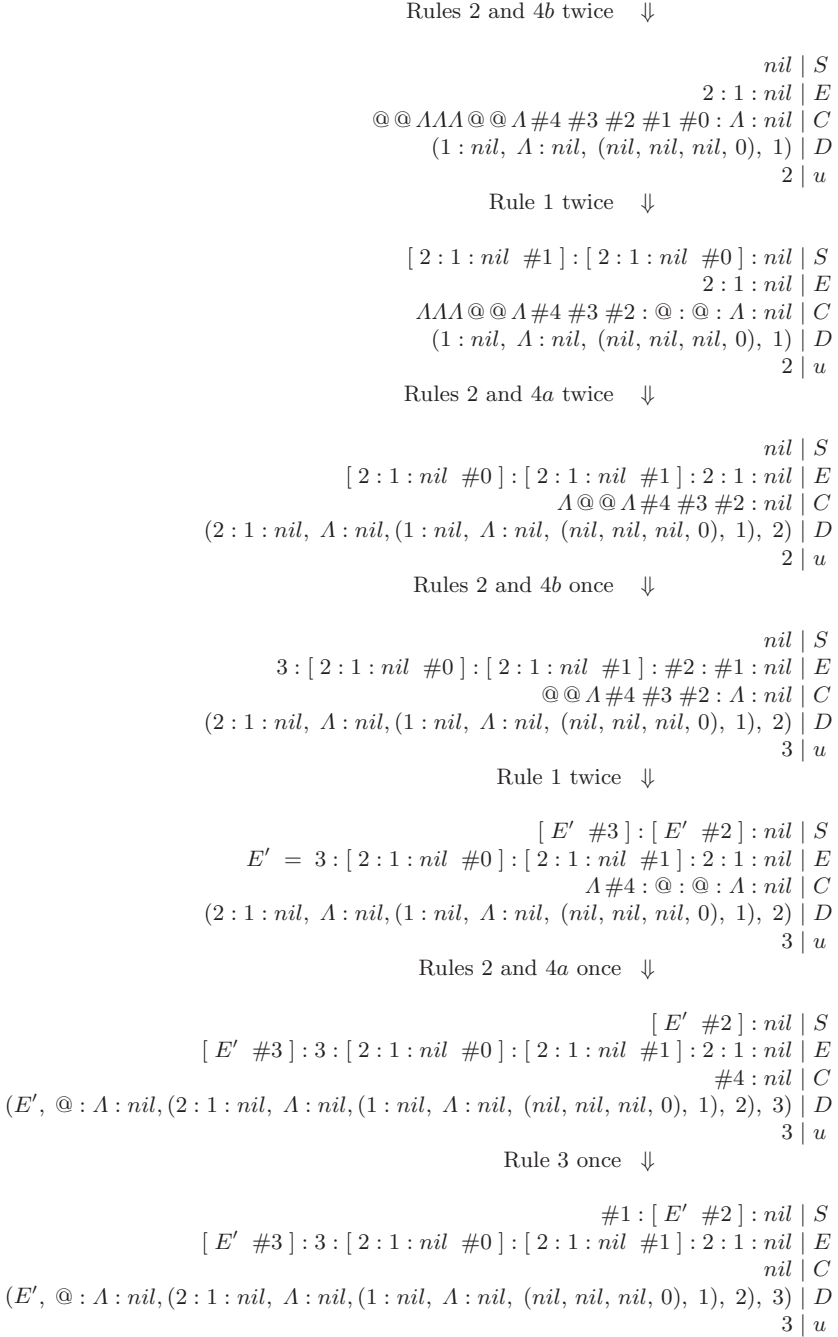 Rules 2 and 4b twice ⇓
nil | S
2 : 1 : nil | E
@ @ ΛΛΛ @ @ Λ #4 #3 #2 #1 #0 : Λ : nil | C
(1 : nil, Λ : nil, (nil, nil, nil, 0), 1) | D
2 | u
Rule 1 twice ⇓
[ 2 : 1 : nil #1 ] : [ 2 : 1 : nil #0 ] : nil | S
2 : 1 : nil | E
ΛΛΛ @ @ Λ #4 #3 #2 : @ : @ : Λ : nil | C
(1 : nil, Λ : nil, (nil, nil, nil, 0), 1) | D
2 | u
Rules 2 and 4a twice ⇓
nil | S
[ 2 : 1 : nil #0 ] : [ 2 : 1 : nil #1 ] : 2 : 1 : nil | E
Λ @ @ Λ #4 #3 #2 : nil | C
(2 : 1 : nil, Λ : nil, (1 : nil, Λ : nil, (nil, nil, nil, 0), 1), 2) | D
2 | u
Rules 2 and 4b once ⇓
nil | S
3 : [ 2 : 1 : nil #0 ] : [ 2 : 1 : nil #1 ] : #2 : #1 : nil | E
@ @ Λ #4 #3 #2 : Λ : nil | C
(2 : 1 : nil, Λ : nil, (1 : nil, Λ : nil, (nil, nil, nil, 0), 1), 2) | D
3 | u
Rule 1 twice ⇓
[ E′ #3 ] : [ E′ #2 ] : nil | S
E′ = 3 : [ 2 : 1 : nil #0 ] : [ 2 : 1 : nil #1 ] : 2 : 1 : nil | E
Λ #4 : @ : @ : Λ : nil | C
(2 : 1 : nil, Λ : nil, (1 : nil, Λ : nil, (nil, nil, nil, 0), 1), 2) | D
3 | u
Rules 2 and 4a once ⇓
[ E′ #2 ] : nil | S
[ E′ #3 ] : 3 : [ 2 : 1 : nil #0 ] : [ 2 : 1 : nil #1 ] : 2 : 1 : nil | E
#4 : nil | C
(E′, @ : Λ : nil, (2 : 1 : nil, Λ : nil, (1 : nil, Λ : nil, (nil, nil, nil, 0), 1), 2), 3) | D
3 | u
Rule 3 once ⇓
#1 : [ E′ #2 ] : nil | S
[ E′ #3 ] : 3 : [ 2 : 1 : nil #0 ] : [ 2 : 1 : nil #1 ] : 2 : 1 : nil | E
nil | C
(E′, @ : Λ : nil, (2 : 1 : nil, Λ : nil, (1 : nil, Λ : nil, (nil, nil, nil, 0), 1), 2), 3) | D
3 | u